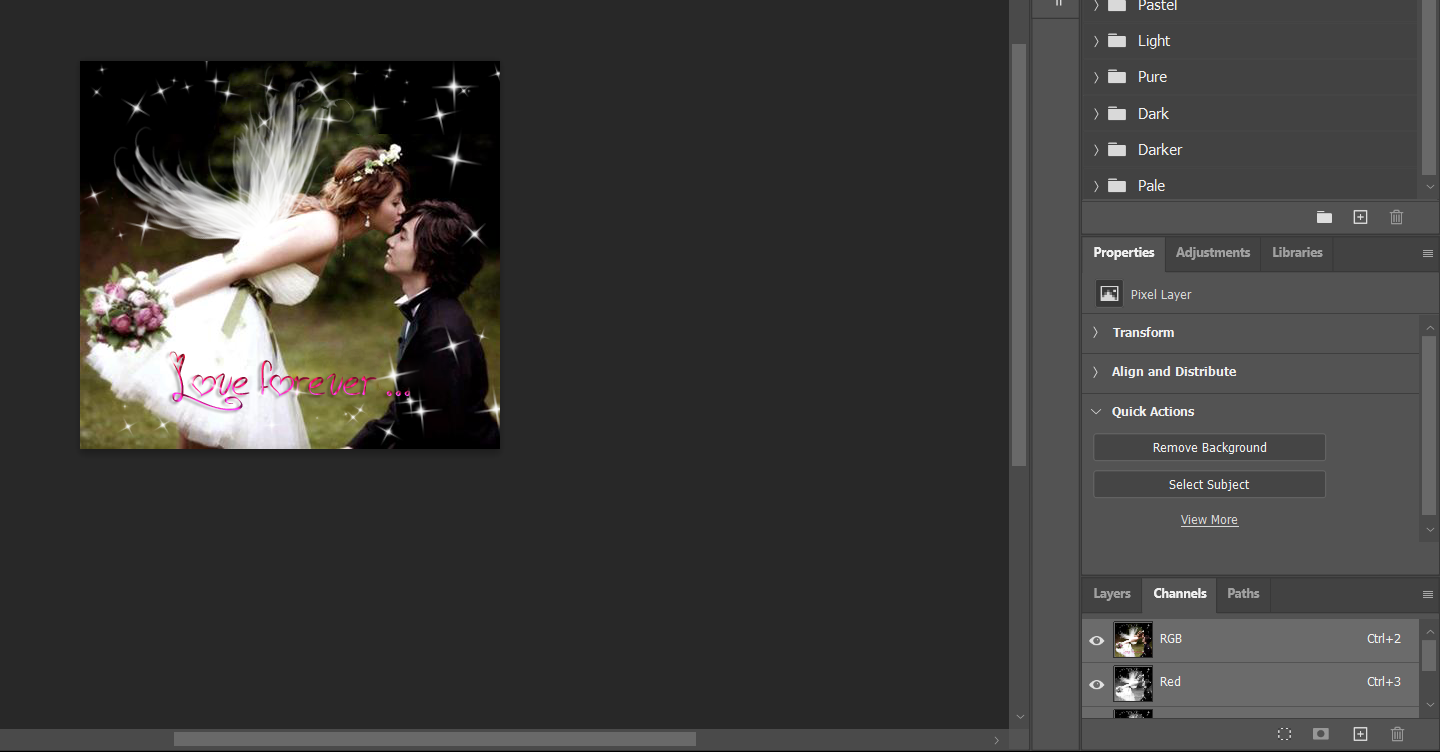 Pastel
Light
Pure
Dark
Darker
Pale
Properties Adjustments Libraries
Pixel Layer
Transform
Align and Distribute
Quick Actions
Remove Background
Select Subject
View More
Love forever ...
Layers Channels Paths
RGB Ctrl+2
Red Ctrl+3